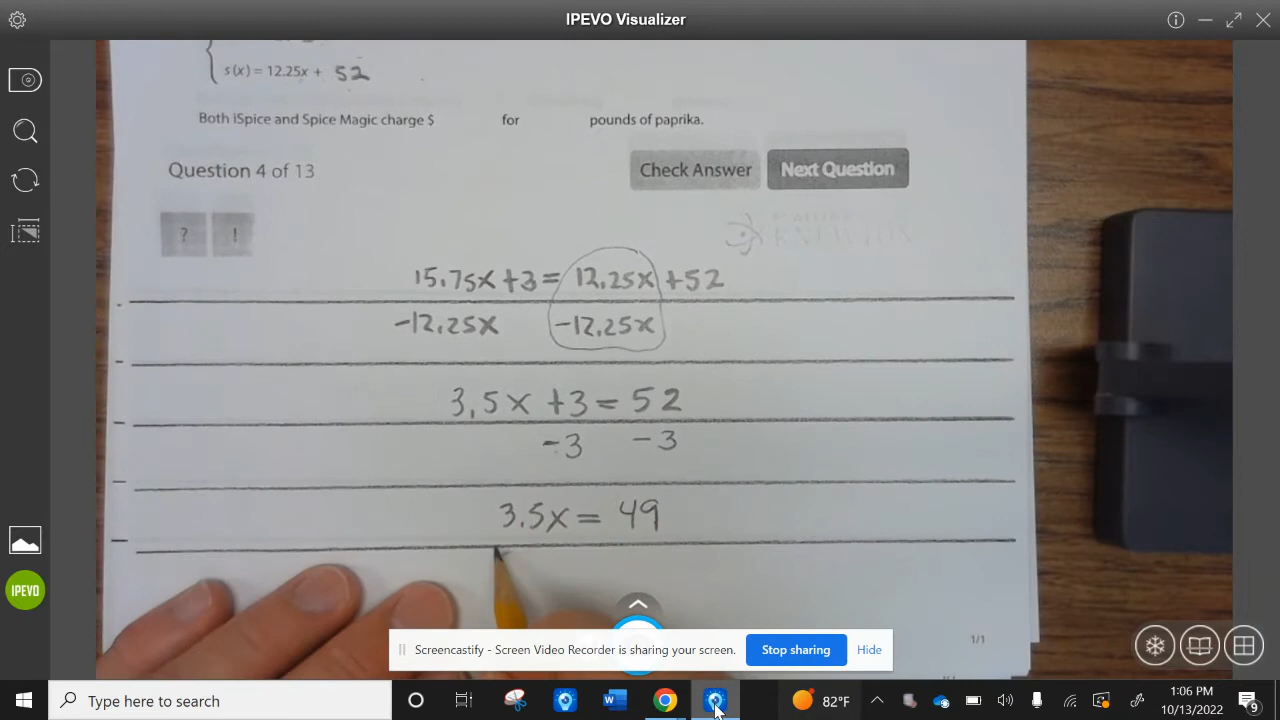 IPEVO Visualizer
s(x) = 12.25x + 52
Both iSpice and Spice Magic charge $ for pounds of paprika.
Question 4 of 13
Check Answer
Next Question
? !
15.75x +3 = 12.25x +52
-12.25x -12.25x
3.5x +3 = 52
-3 -3
3.5x = 49
IPEVO
Screencastify - Screen Video Recorder is sharing your screen.
Stop sharing
Hide
1/1
Type here to search
82°F
1:06 PM
10/13/2022
9